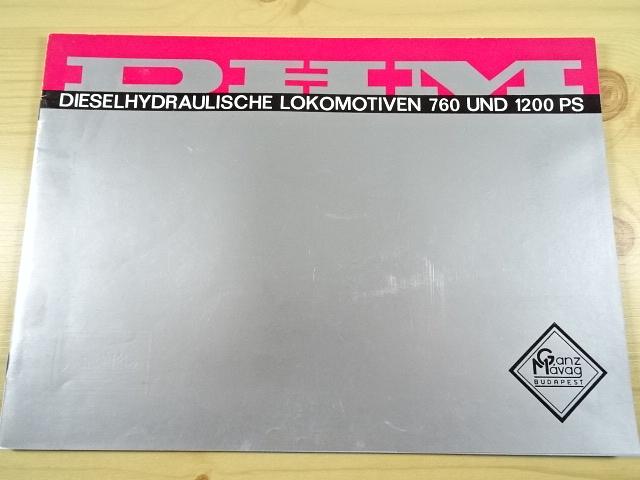 DHM
DIESELHYDRAULISCHE LOKOMOTIVEN 760 UND 1200 PS
Ganz
Mavag
BUDAPEST